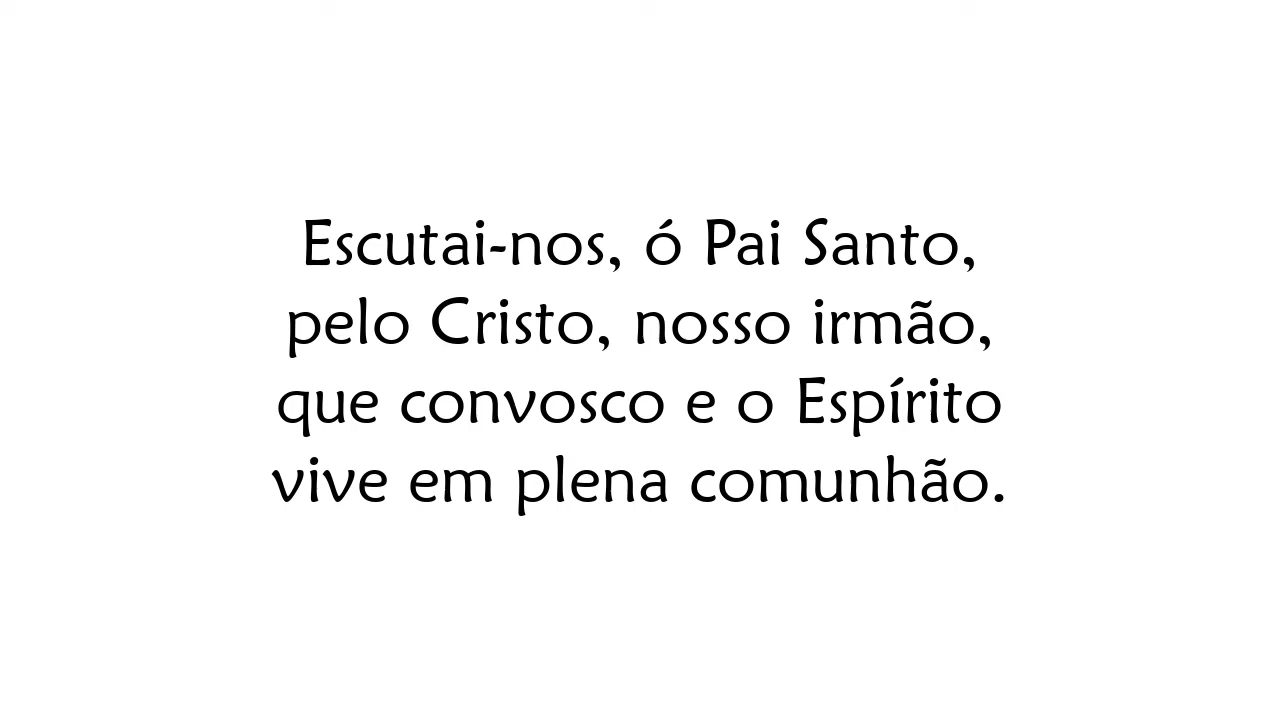 Escutai-nos, ó Pai Santo,
pelo Cristo, nosso irmão,
que convosco e o Espírito
vive em plena comunhão.